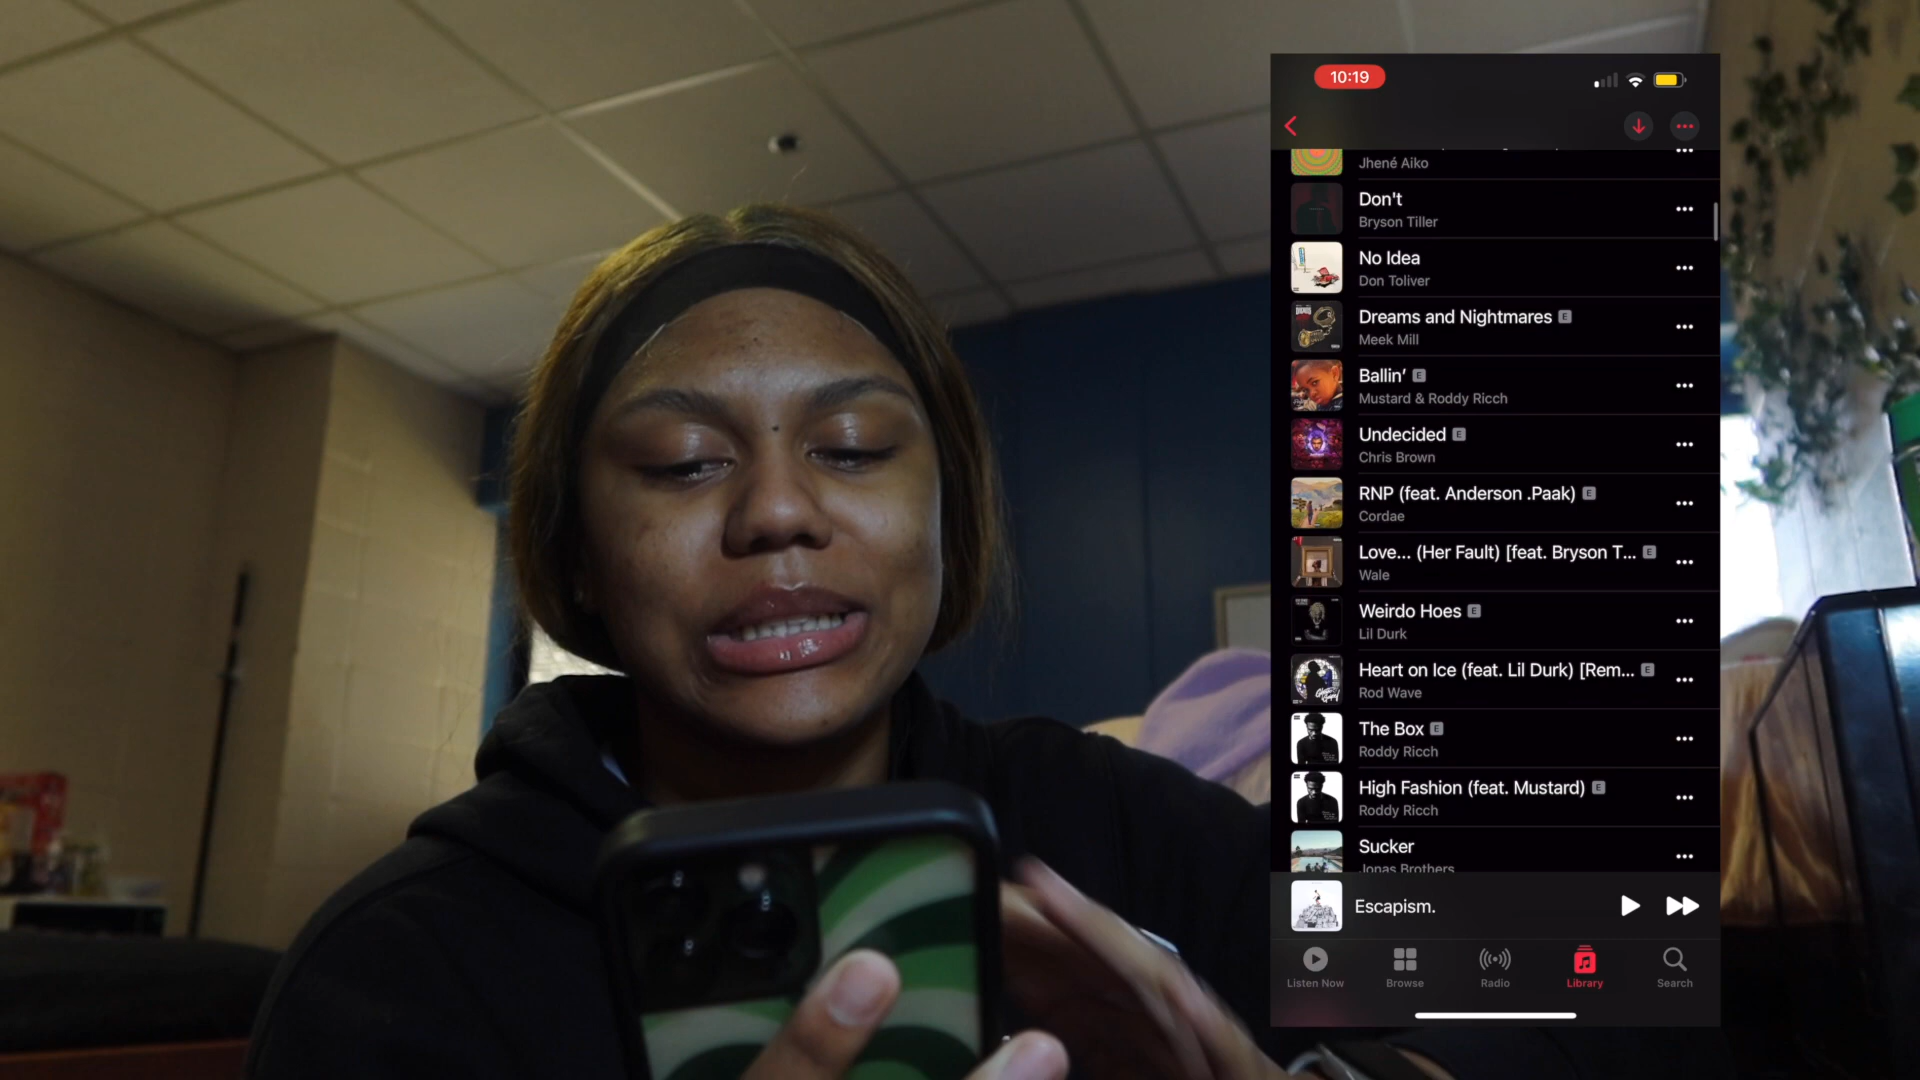 10:19
Jhené Aiko
Don't
Bryson Tiller
No Idea
Don Toliver
Dreams and Nightmares E
Meek Mill
Ballin’ E
Mustard & Roddy Ricch
Undecided E
Chris Brown
RNP (feat. Anderson .Paak) E
Cordae
Love... (Her Fault) [feat. Bryson T... E
Wale
Weirdo Hoes E
Lil Durk
Heart on Ice (feat. Lil Durk) [Rem... E
Rod Wave
The Box E
Roddy Ricch
High Fashion (feat. Mustard) E
Roddy Ricch
Sucker
Jonas Brothers
Escapism.
Listen Now
Browse
Radio
Library
Search